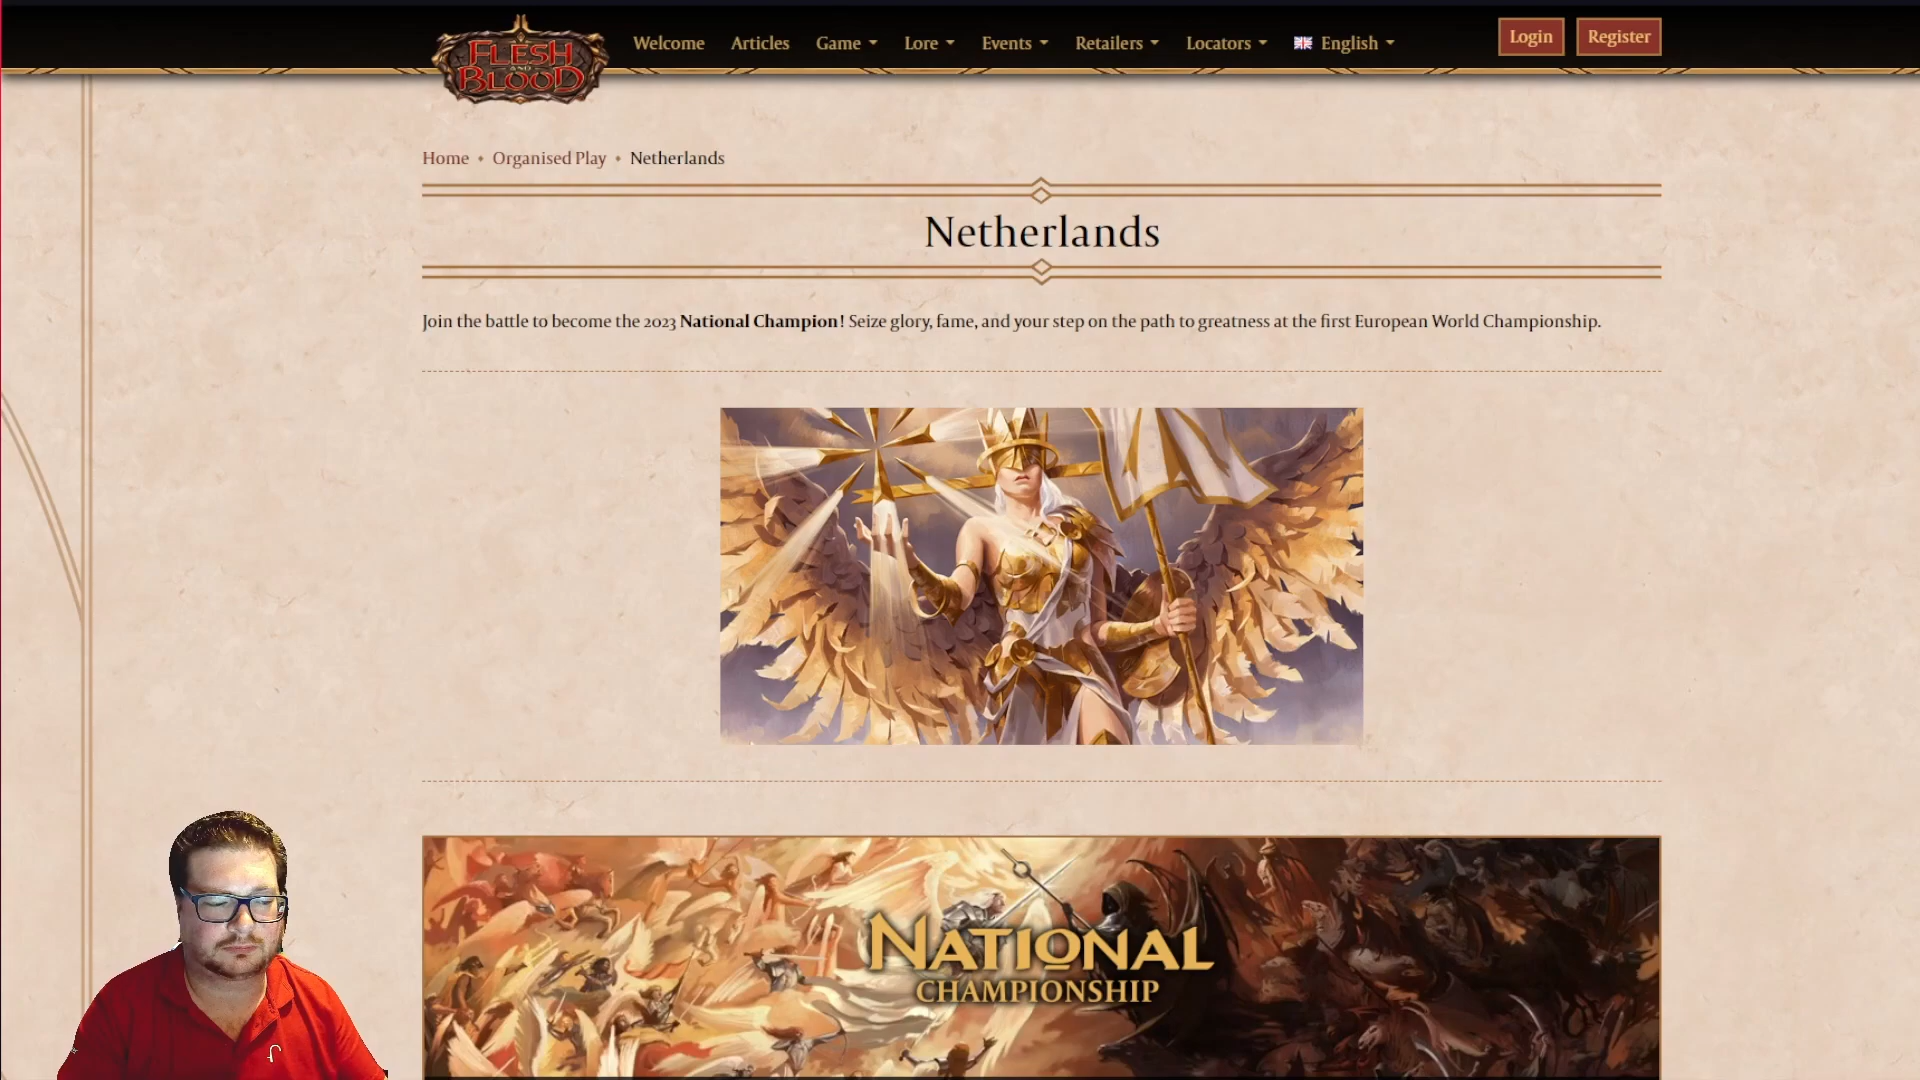 FLESH
AND
BLOOD
Welcome
Articles
Game
Lore
Events
Retailers
Locators
English
Login
Register
Home ♦ Organised Play ♦ Netherlands
Netherlands
Join the battle to become the 2023 National Champion! Seize glory, fame, and your step on the path to greatness at the first European World Championship.
NATIONAL
CHAMPIONSHIP